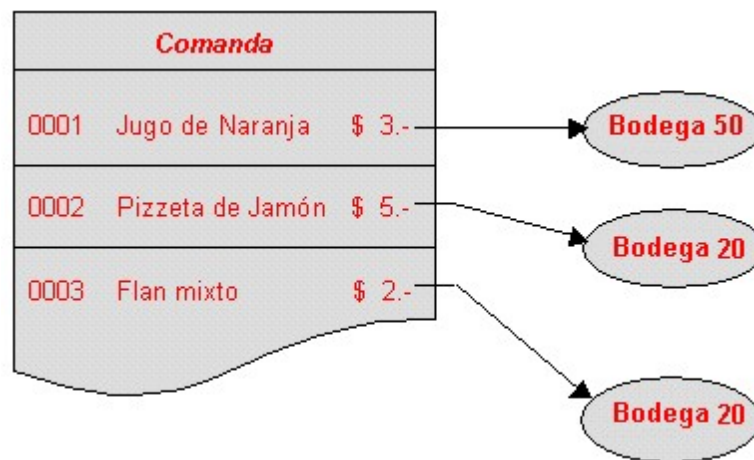 Comanda
0001 Jugo de Naranja $ 3.- Bodega 50
0002 Pizzeta de Jamón $ 5.- Bodega 20
0003 Flan mixto $ 2.-
Bodega 20